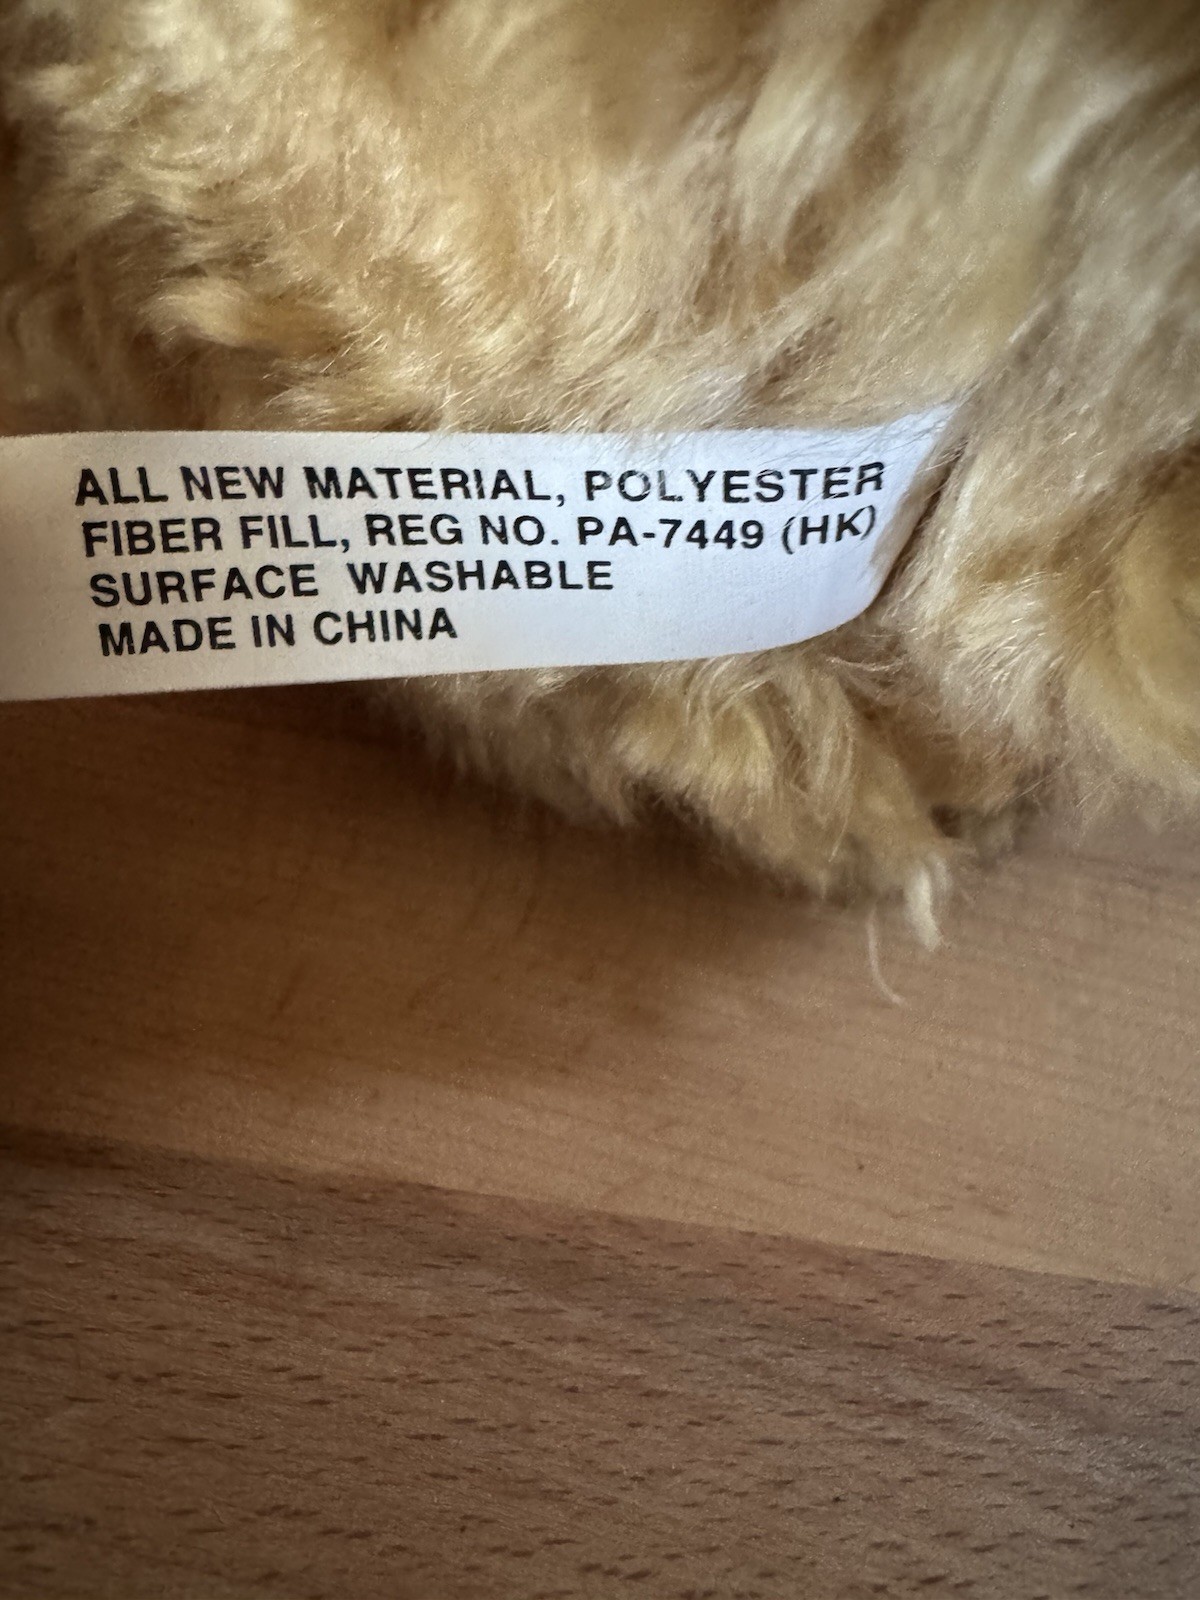 ALL NEW MATERIAL, POLYESTER
FIBER FILL, REG NO. PA-7449 (HK)
SURFACE WASHABLE
MADE IN CHINA